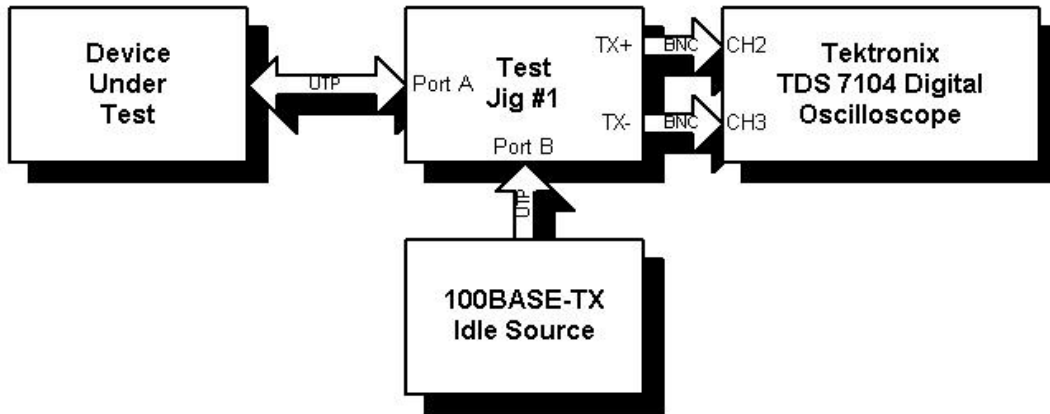 Device
Under
Test
UTP
Port A
Test
Jig #1
Port B
TX+
TX-
BNC
BNC
CH2
CH3
Tektronix
TDS 7104 Digital
Oscilloscope
UTP
100BASE-TX
Idle Source